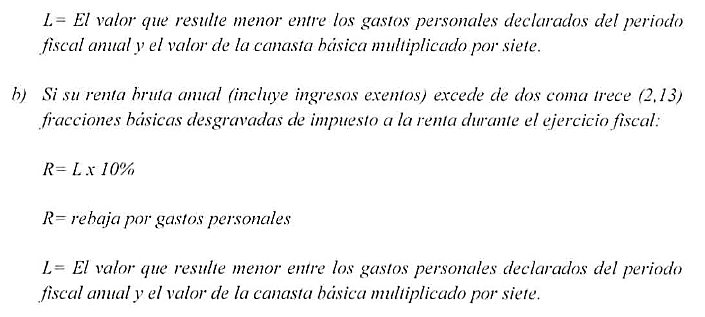 L= El valor que resulte menor entre los gastos personales declarados del periodo
fiscal anual y el valor de la canasta básica multiplicado por siete.
b) Si su renta bruta anual (incluye ingresos exentos) excede de dos coma trece (2,13)
fracciones básicas desgravadas de impuesto a la renta durante el ejercicio fiscal:
R= L x 10%
R= rebaja por gastos personales
L= El valor que resulte menor entre los gastos personales declarados del periodo
fiscal anual y el valor de la canasta básica multiplicado por siete.